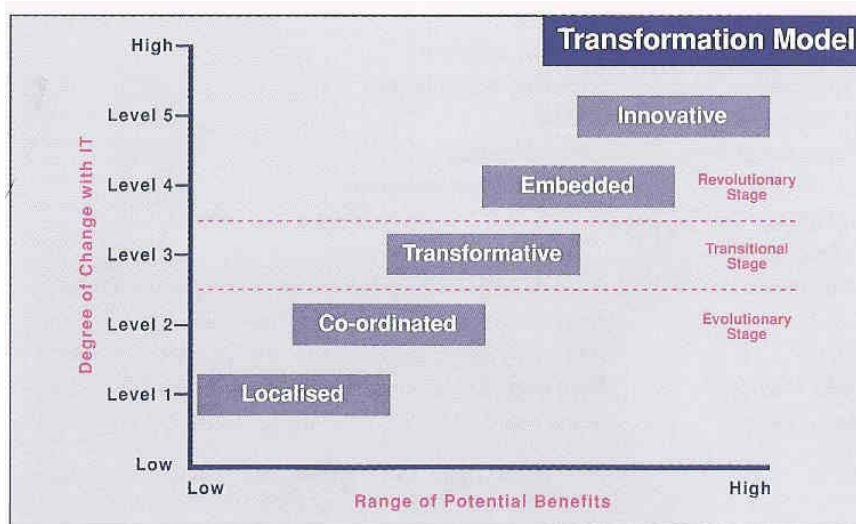 Transformation Model
High
Level 5
Innovative
Level 4
Embedded
Revolutionary
Stage
Level 3
Transformative
Transitional
Stage
Level 2
Co-ordinated
Evolutionary
Stage
Level 1
Localised
Low
Degree of Change with IT
Low
High
Range of Potential Benefits